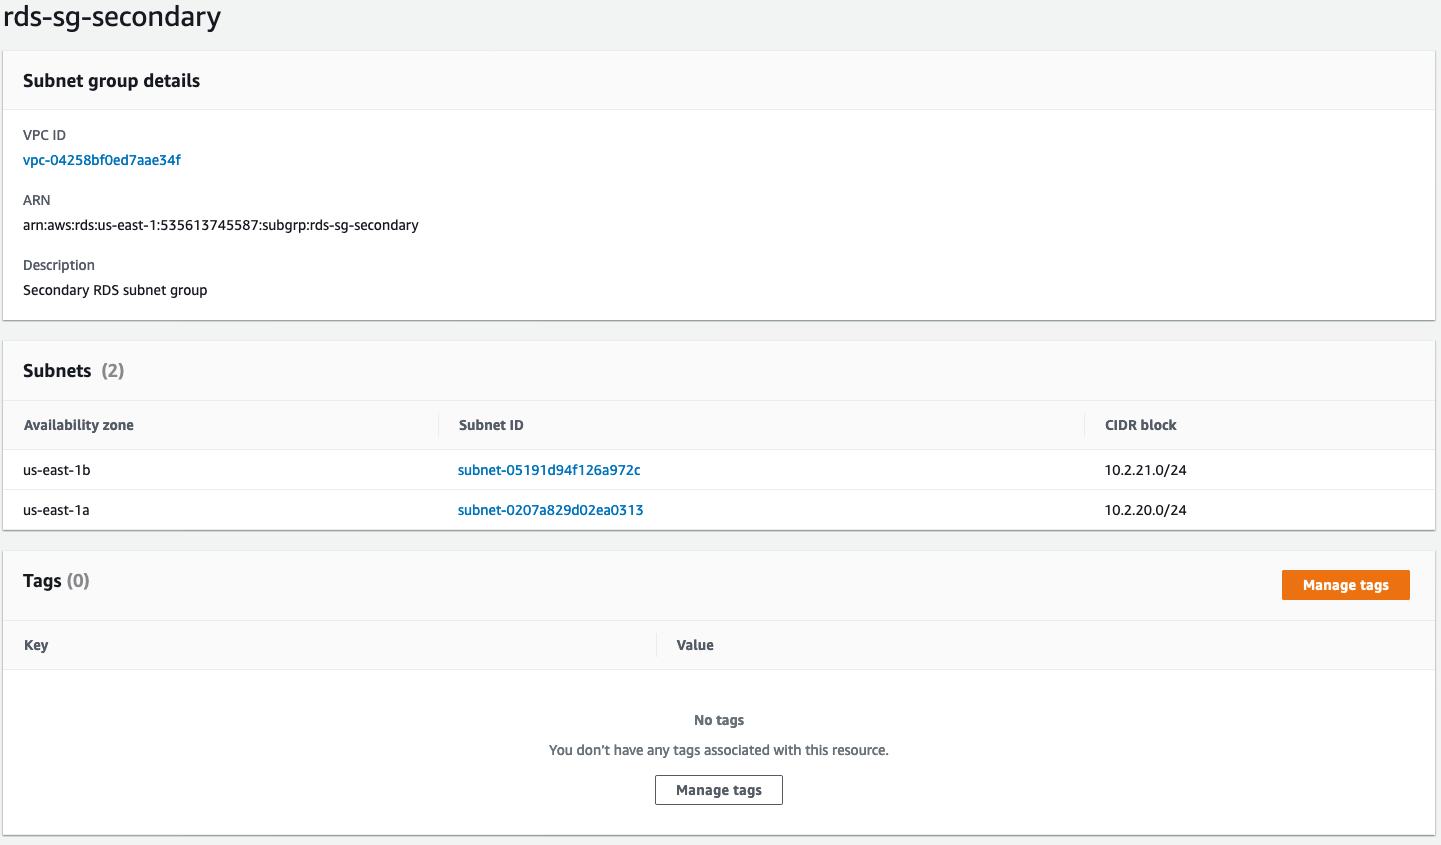 rds-sg-secondary
Subnet group details
VPC ID
vpc-04258bf0ed7aae34f
ARN
arn:aws:rds:us-east-1:535613745587:subgrp:rds-sg-secondary
Description
Secondary RDS subnet group
Subnets (2)
Availability zone Subnet ID CIDR block
us-east-1b subnet-05191d94f126a972c 10.2.21.0/24
us-east-1a subnet-0207a829d02ea0313 10.2.20.0/24
Tags (0)
Manage tags
Key Value
No tags
You don't have any tags associated with this resource.
Manage tags